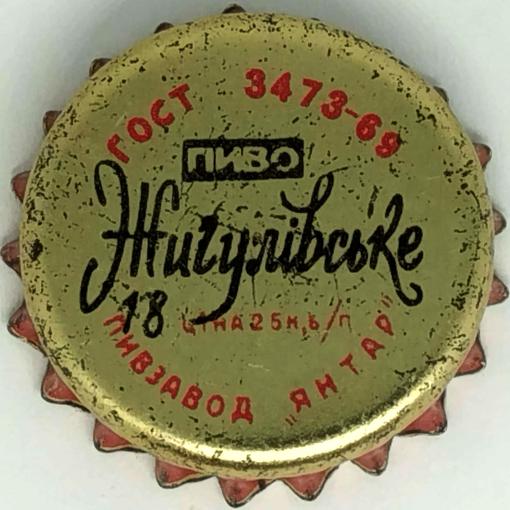 ГОСТ 3473-69
ПИВО
Жигулівське
18 ЦІНА 25 К, Б/П
ПИВЗАВОД „ЯНТАР"